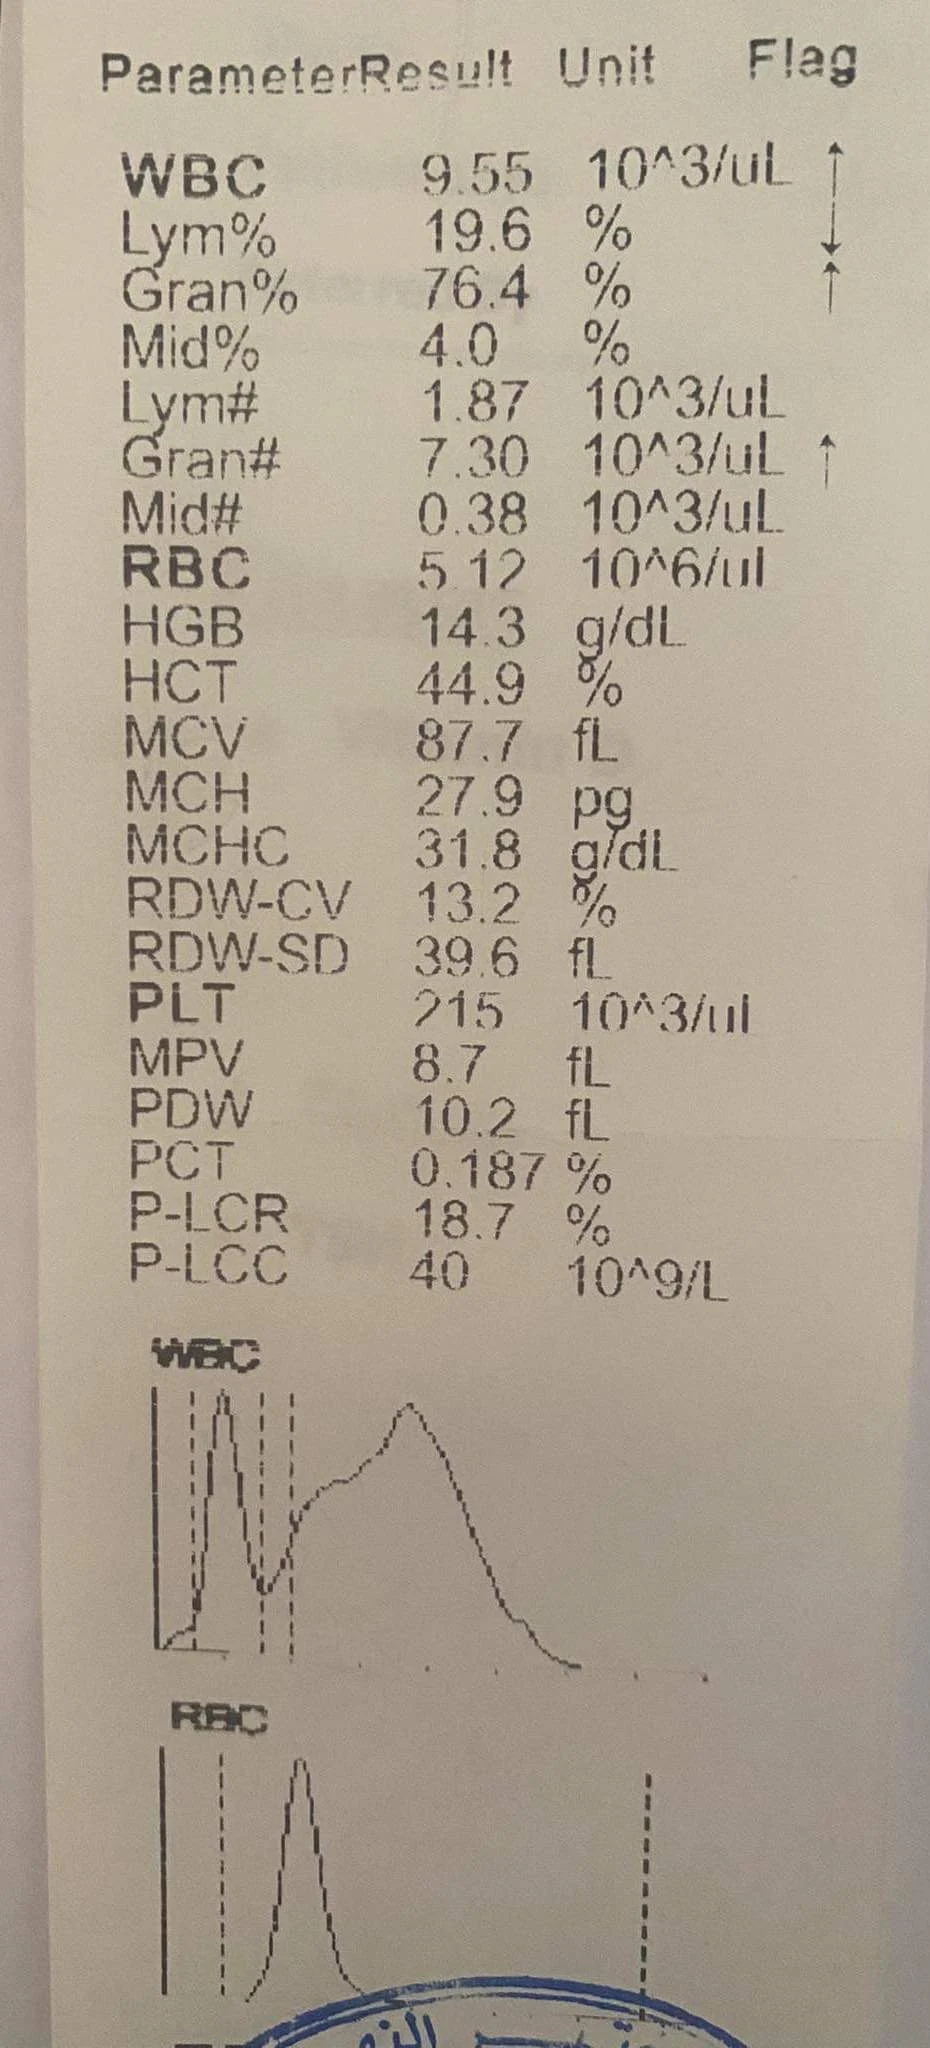 Parameter Result Unit Flag
WBC 9.55 10^3/uL ↑
Lym% 19.6 % ↓
Gran% 76.4 % ↑
Mid% 4.0 %
Lym# 1.87 10^3/uL
Gran# 7.30 10^3/uL ↑
Mid# 0.38 10^3/uL
RBC 5.12 10^6/uL
HGB 14.3 g/dL
HCT 44.9 %
MCV 87.7 fL
MCH 27.9 pg
MCHC 31.8 g/dL
RDW-CV 13.2 %
RDW-SD 39.6 fL
PLT 215 10^3/uL
MPV 8.7 fL
PDW 10.2 fL
PCT 0.187 %
P-LCR 18.7 %
P-LCC 40 10^9/L
WBC
RBC